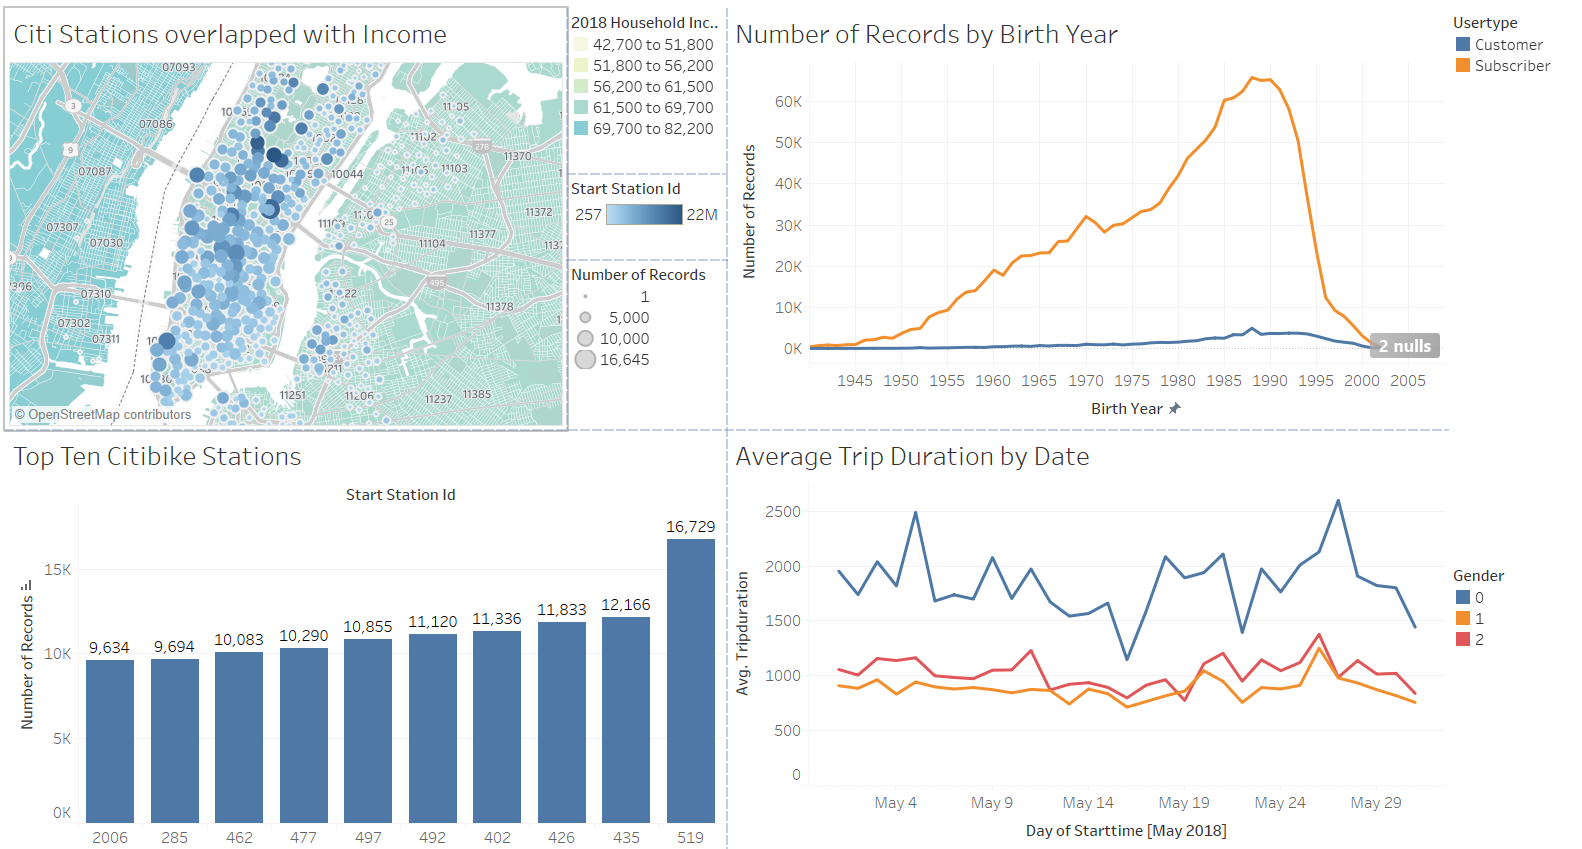 Citi Stations overlapped with Income
07093
3
07086
9
07087
07307
07030
07310
07302
07311
10044
11105
11102
278
11370
11103
25
11372
11104
11377
495
11378
11211
11251
11206
11237
11385
© OpenStreetMap contributors
2018 Household Inc..
42,700 to 51,800
51,800 to 56,200
56,200 to 61,500
61,500 to 69,700
69,700 to 82,200
Start Station Id
257 22M
Number of Records
1
5,000
10,000
16,645
Number of Records by Birth Year
Number of Records
60K
50K
40K
30K
20K
10K
0K
2 nulls
1945 1950 1955 1960 1965 1970 1975 1980 1985 1990 1995 2000 2005
Birth Year
Usertype
Customer
Subscriber
Top Ten Citibike Stations
Start Station Id
Number of Records
15K
10K
5K
0K
9,634 9,694 10,083 10,290 10,855 11,120 11,336 11,833 12,166 16,729
2006 285 462 477 497 492 402 426 435 519
Average Trip Duration by Date
Avg. Tripduration
2500
2000
1500
1000
500
0
May 4 May 9 May 14 May 19 May 24 May 29
Day of Starttime [May 2018]
Gender
0
1
2